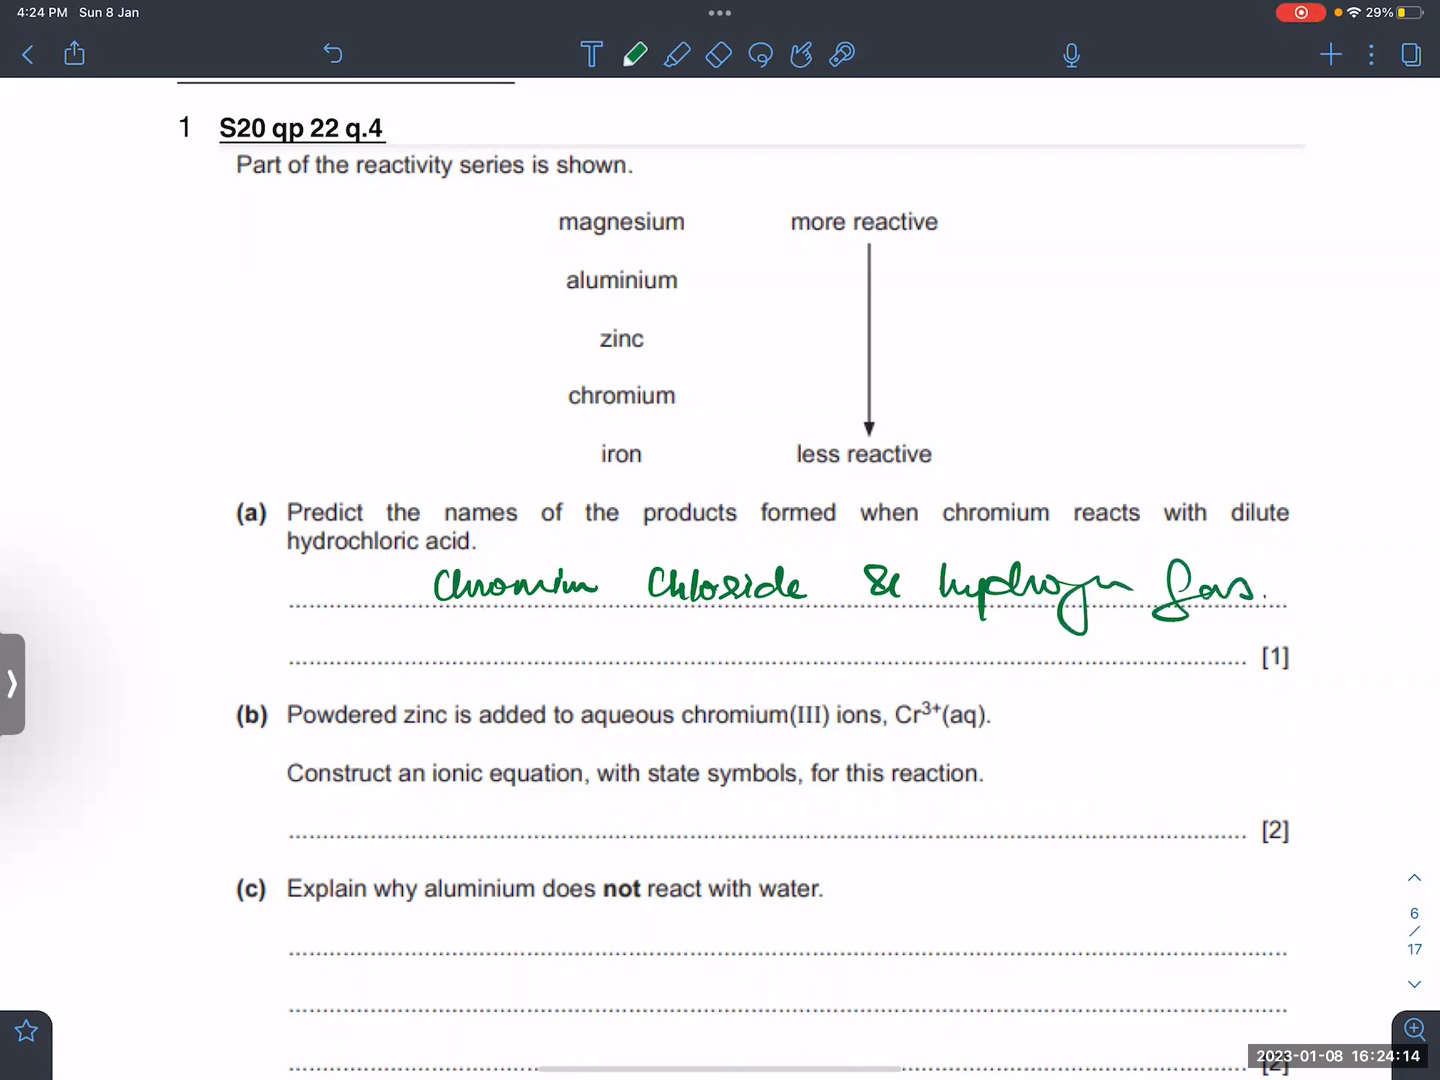 4:24 PM Sun 8 Jan
29%
1 S20 qp 22 q.4
Part of the reactivity series is shown.
magnesium more reactive
aluminium
zinc
chromium
iron less reactive
(a) Predict the names of the products formed when chromium reacts with dilute
hydrochloric acid.
Chromim Chloride & hydrogen gas.
[1]
(b) Powdered zinc is added to aqueous chromium(III) ions, Cr³⁺(aq).
Construct an ionic equation, with state symbols, for this reaction.
[2]
(c) Explain why aluminium does not react with water.
6
/
17
[2]
2023-01-08 16:24:14